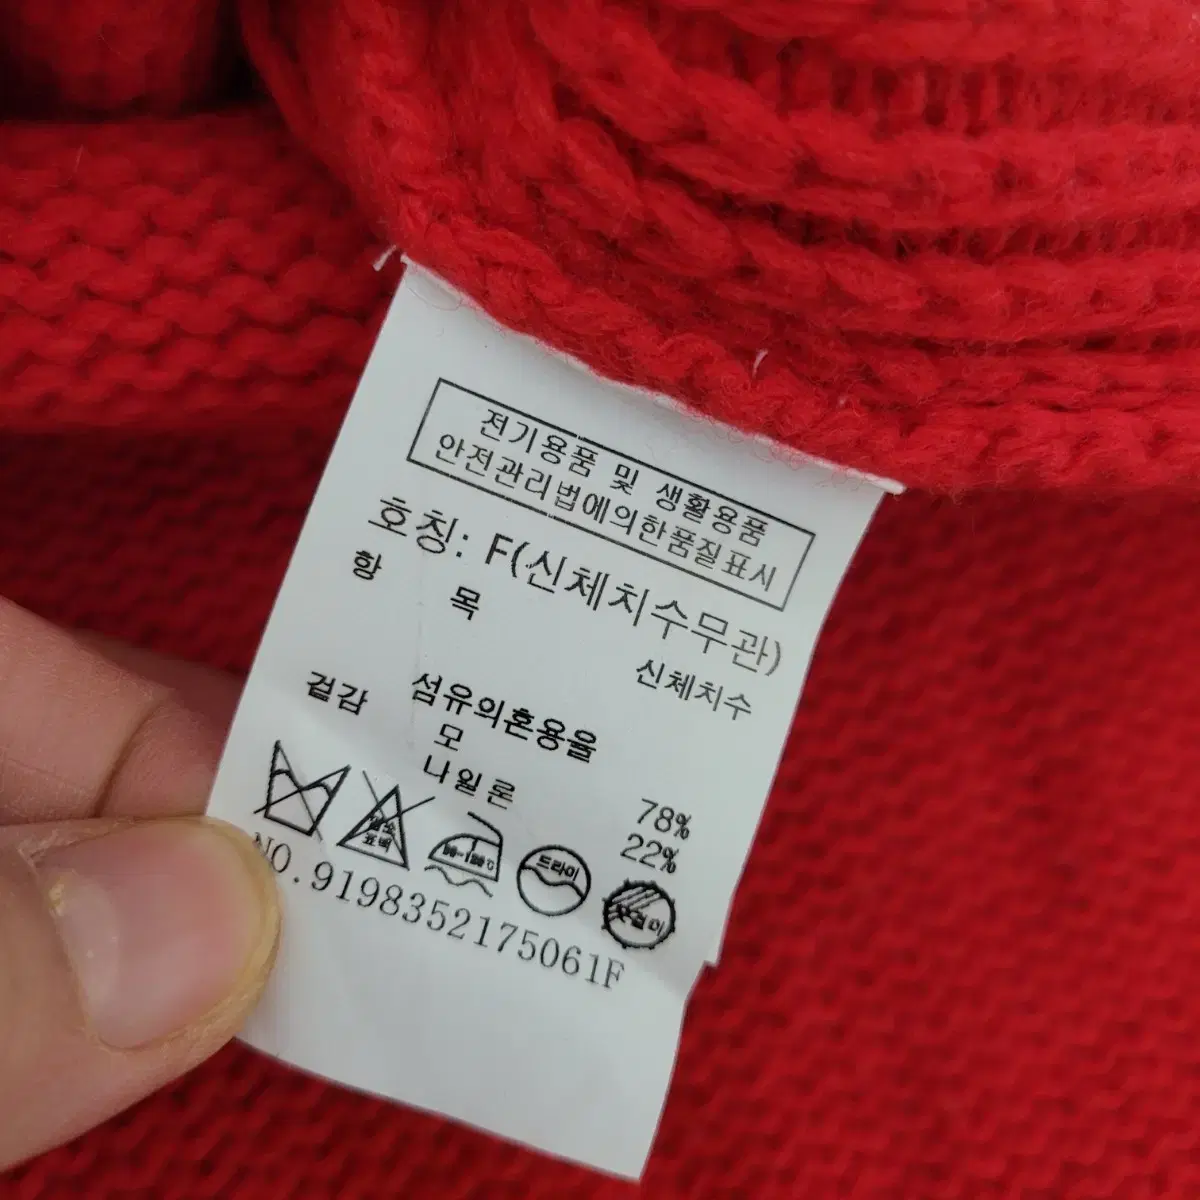 전기용품 및 생활용품
안전관리법에의한품질표시
호칭: F(신체치수무관)
항 목
신체치수
겉감 섬유의혼용율
모 78%
나일론 22%
드라이
NO.9198352175061F